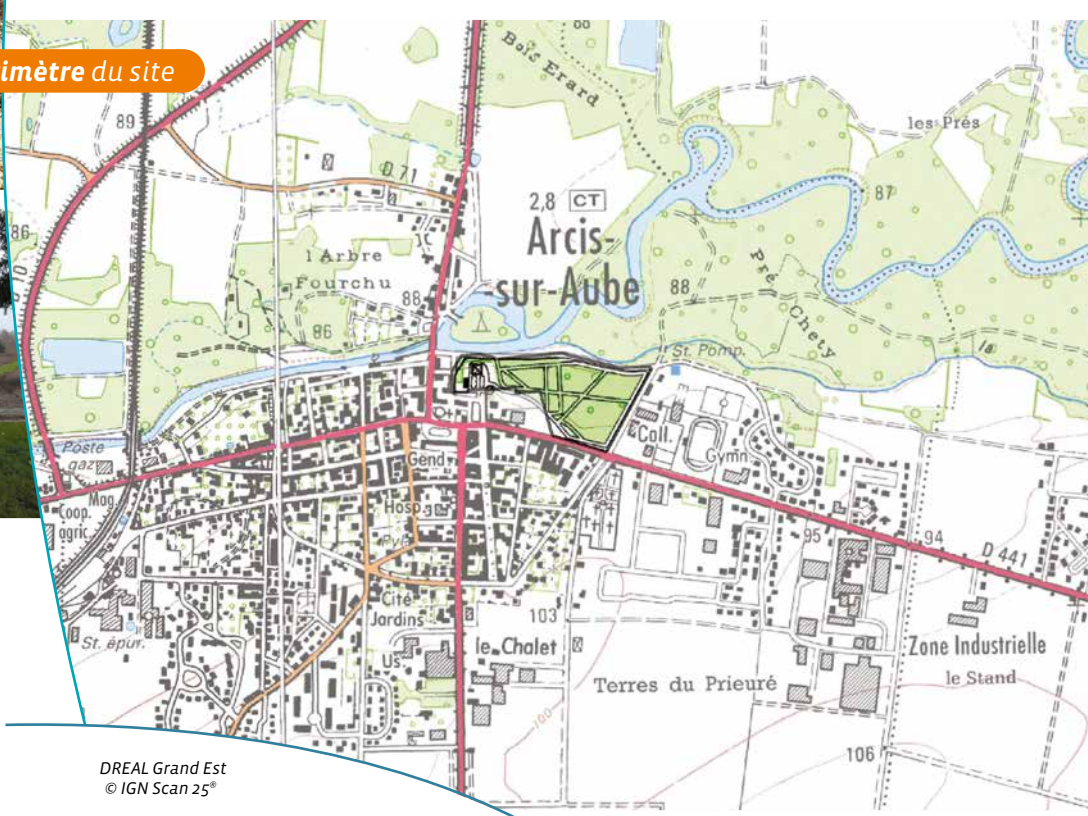 imètre du site
88
Bois Erard
89
les Prés
D 71
2,8 CT
87
Arcis-
-sur-Aube
86
l Arbre
Fourchu
88
88
D 10
86
Pré Chety
la
87
St. Pomp.
Poste
gaz
Coll.
Gymn.
Gend.
Mag.
Coop.
agric.
Hosp.
95
94
D 441
Cité
Jardins
103
St. épur.
Us.
le Chalet
Zone Industrielle
le Stand
Terres du Prieuré
100
106
DREAL Grand Est
© IGN Scan 25®